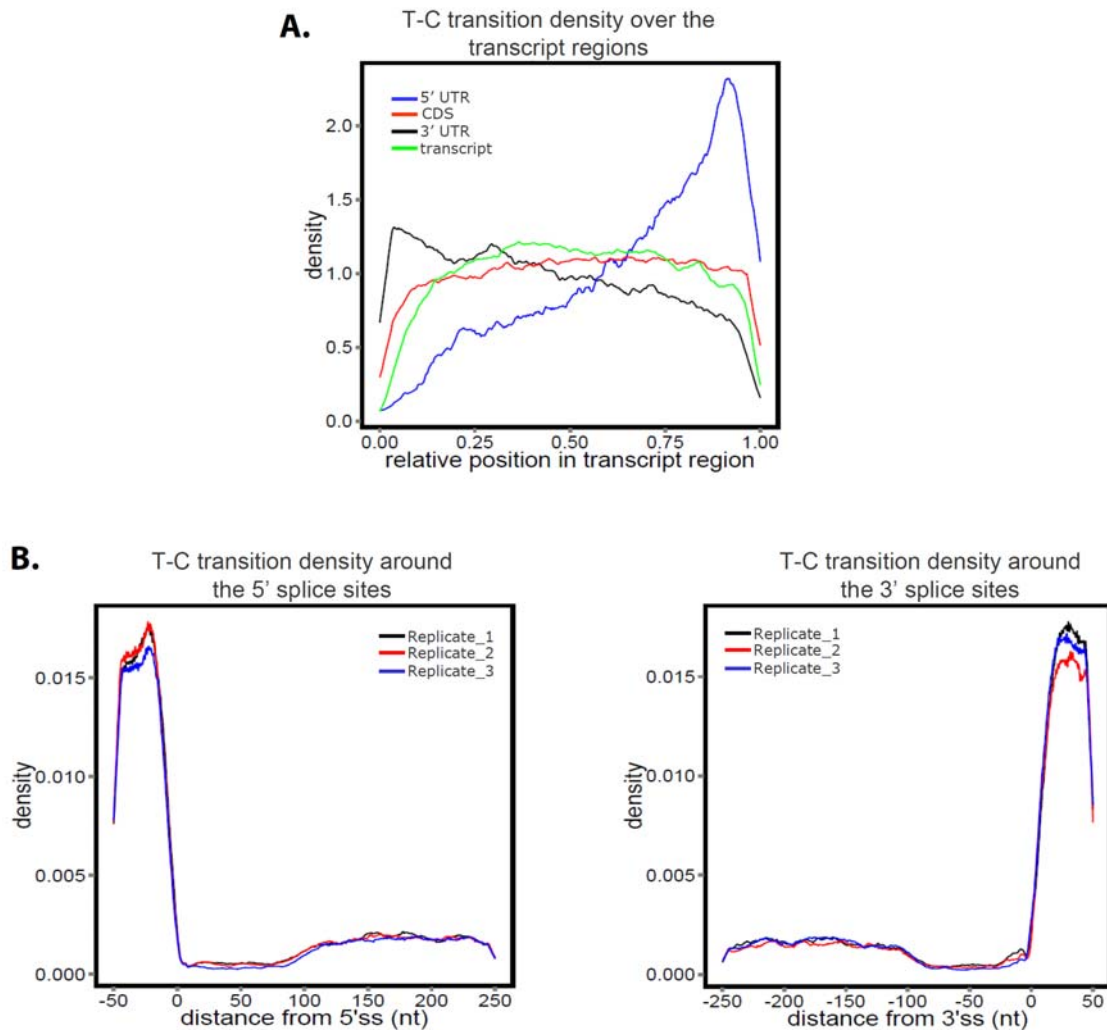 A.
T-C transition density over the
transcript regions
5' UTR
CDS
3' UTR
transcript
density
2.0
1.5
1.0
0.5
0.0
0.00 0.25 0.50 0.75 1.00
relative position in transcript region
B.
T-C transition density around
the 5' splice sites
Replicate_1
Replicate_2
Replicate_3
density
0.015
0.010
0.005
0.000
-50 0 50 100 150 200 250
distance from 5'ss (nt)
T-C transition density around
the 3' splice sites
Replicate_1
Replicate_2
Replicate_3
density
0.015
0.010
0.005
0.000
-250 -200 -150 -100 -50 0 50
distance from 3'ss (nt)